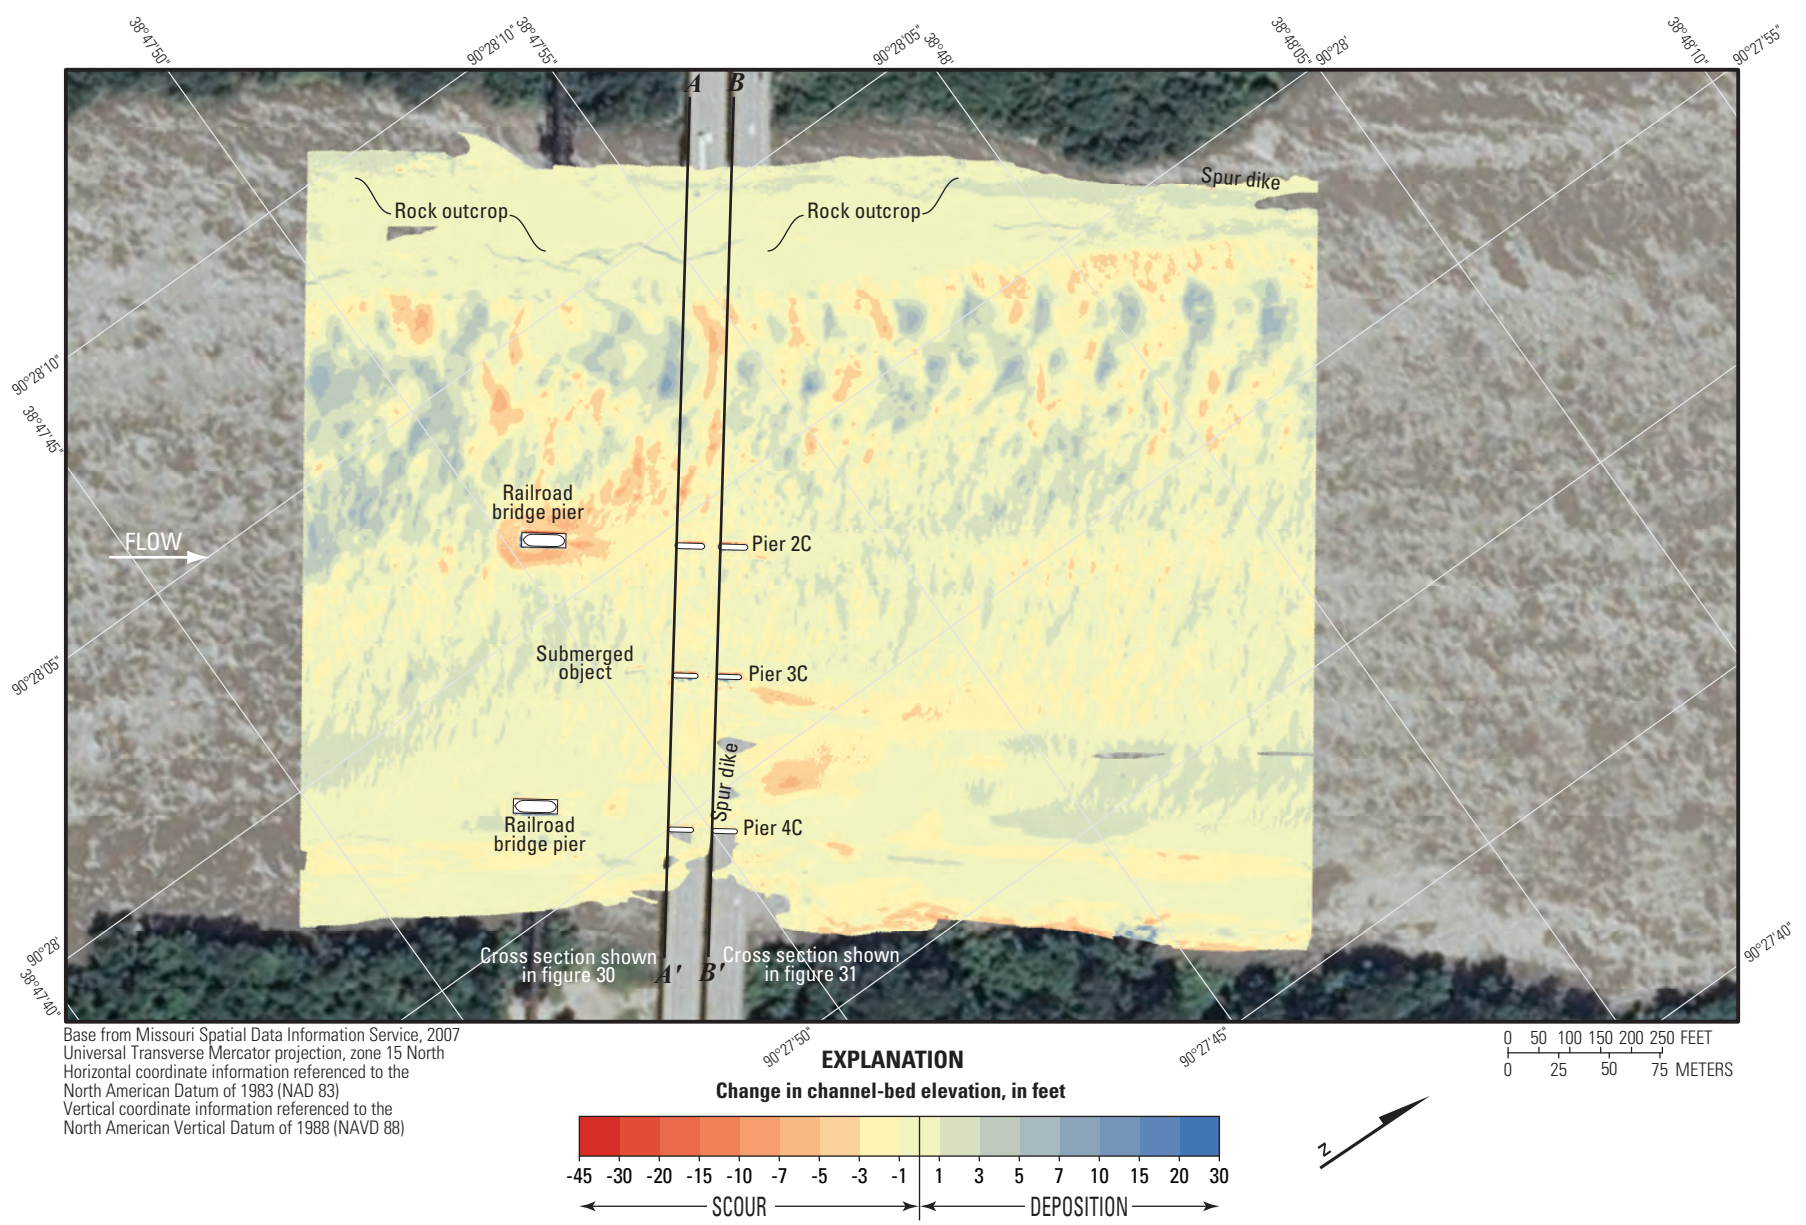 38°47'50"
90°28'10"
38°47'55"
90°28'05"
38°48'
38°48'05"
90°28'
38°48'10"
90°27'55"
A
B
Spur dike
Rock outcrop
Rock outcrop
90°28'10"
38°47'45"
Railroad
bridge pier
FLOW
Pier 2C
Submerged
object
Pier 3C
90°28'05"
Spur dike
Railroad
bridge pier
Pier 4C
90°28'
38°47'40"
90°27'40"
Cross section shown
in figure 30
A'
B'
Cross section shown
in figure 31
90°27'50"
90°27'45"
Base from Missouri Spatial Data Information Service, 2007
Universal Transverse Mercator projection, zone 15 North
Horizontal coordinate information referenced to the
North American Datum of 1983 (NAD 83)
Vertical coordinate information referenced to the
North American Vertical Datum of 1988 (NAVD 88)
0 50 100 150 200 250 FEET
0 25 50 75 METERS
N
EXPLANATION
Change in channel-bed elevation, in feet
-45 -30 -20 -15 -10 -7 -5 -3 -1 1 3 5 7 10 15 20 30
SCOUR DEPOSITION